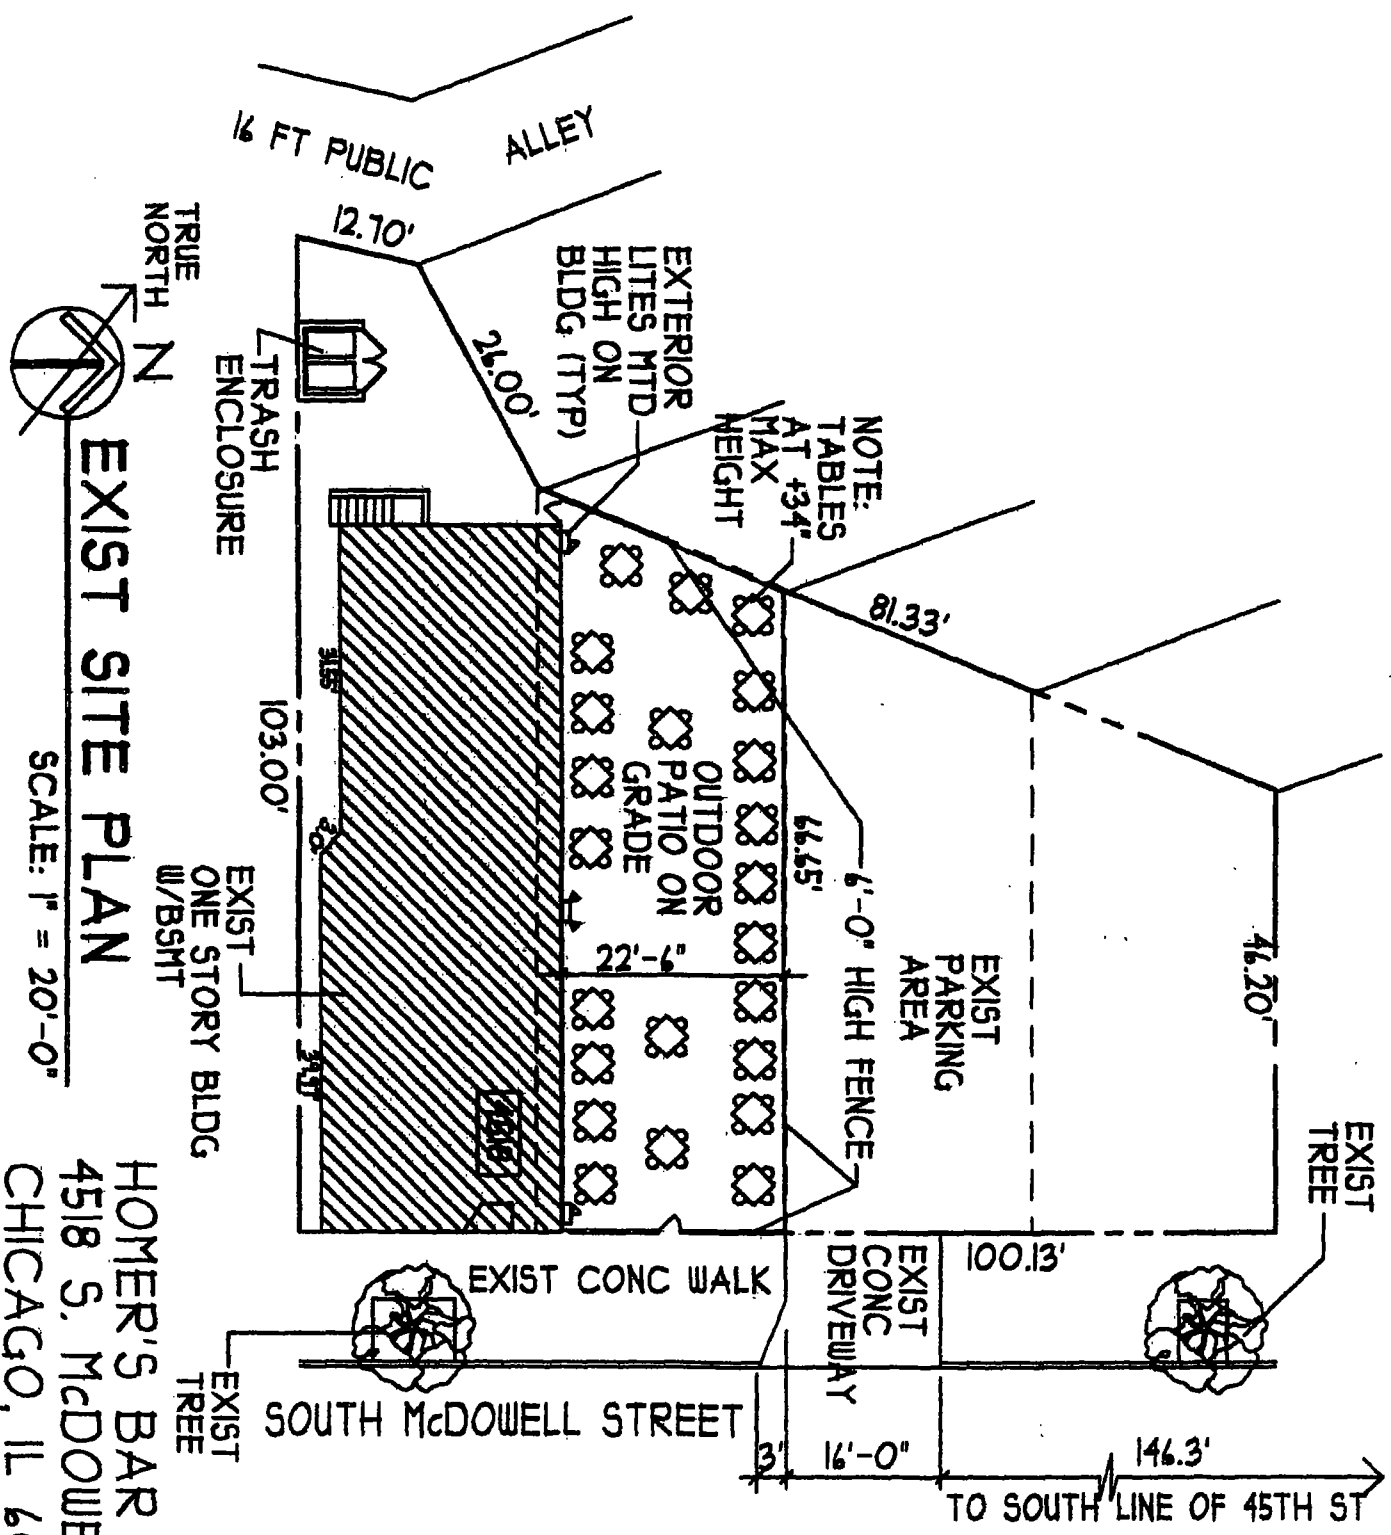 16 FT PUBLIC ALLEY
12.70'
26.00'
81.33'
46.20'
100.13'
103.00'
66.65'
22'-6"
TRUE
NORTH
N
TRASH
ENCLOSURE
EXTERIOR
LITES MTD
HIGH ON
BLDG (TYP)
NOTE:
TABLES
AT +34"
MAX
HEIGHT
OUTDOOR
PATIO ON
GRADE
6'-0" HIGH FENCE
EXIST
PARKING
AREA
EXIST
TREE
EXIST
ONE STORY BLDG
W/BSMT
4518
EXIST CONC WALK
EXIST
CONC
DRIVEWAY
EXIST
TREE
SOUTH McDOWELL STREET
3'
16'-0"
146.3'
TO SOUTH LINE OF 45TH ST
EXIST SITE PLAN
SCALE: 1" = 20'-0"
HOMER'S BAR
4518 S. McDOWE
CHICAGO, IL 6